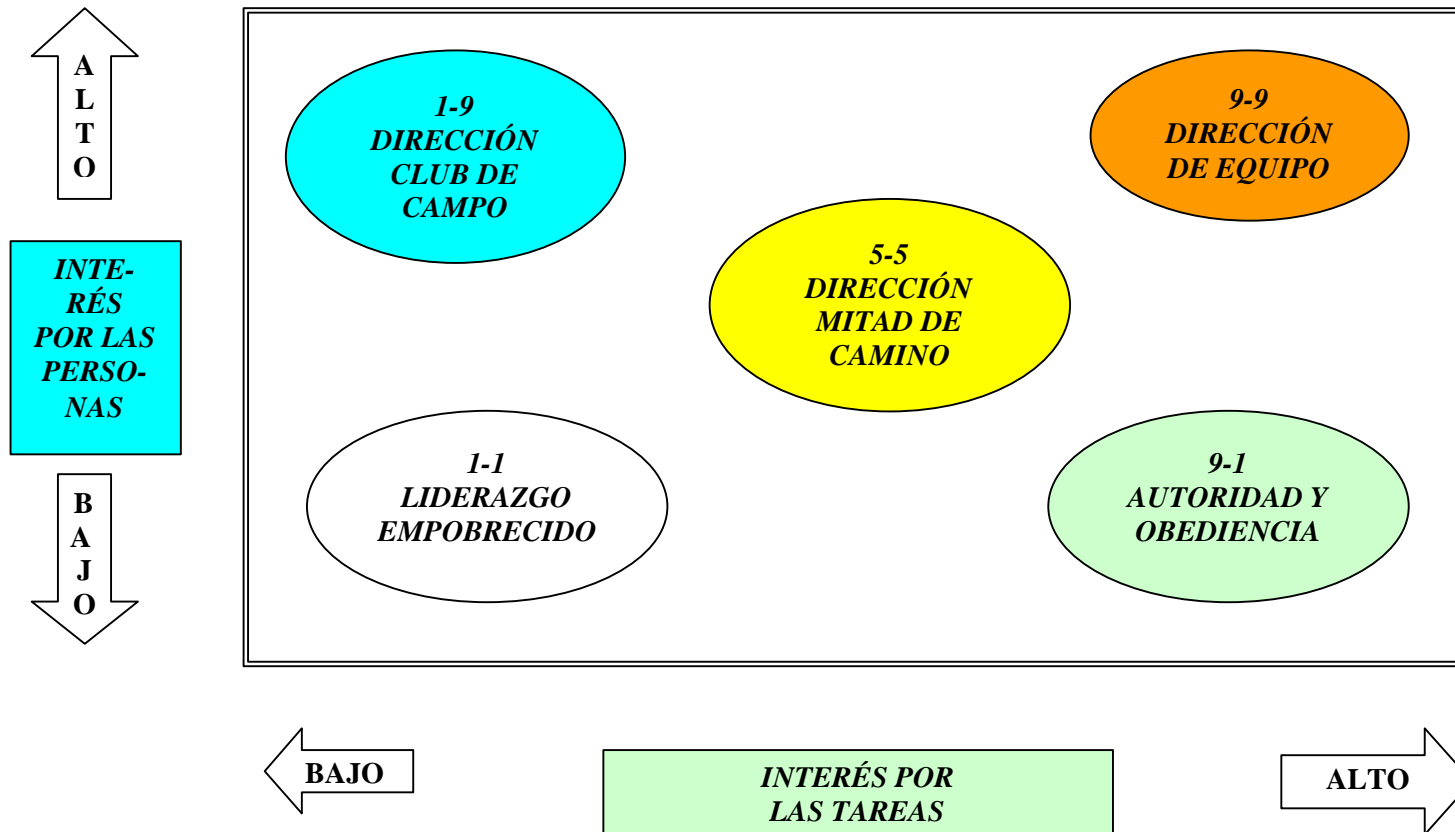 A
L
T
O
INTE-
RÉS
POR LAS
PERSO-
NAS
B
A
J
O
1-9
DIRECCIÓN
CLUB DE
CAMPO
9-9
DIRECCIÓN
DE EQUIPO
5-5
DIRECCIÓN
MITAD DE
CAMINO
1-1
LIDERAZGO
EMPOBRECIDO
9-1
AUTORIDAD Y
OBEDIENCIA
BAJO
INTERÉS POR
LAS TAREAS
ALTO